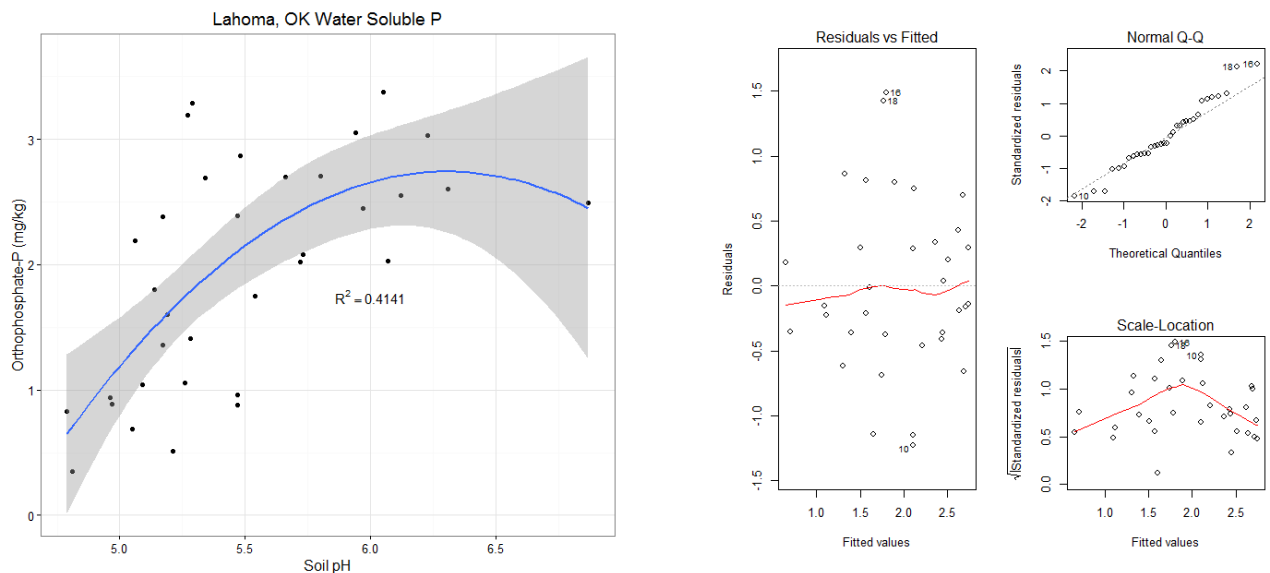 Lahoma, OK Water Soluble P
Orthophosphate-P (mg/kg)
3
2
1
0
R² = 0.4141
5.0 5.5 6.0 6.5
Soil pH
Residuals vs Fitted
Residuals
1.5
1.0
0.5
0.0
-0.5
-1.0
-1.5
16
18
10
1.0 1.5 2.0 2.5
Fitted values
Normal Q-Q
Standardized residuals
2
1
0
-1
-2
18 16
10
-2 -1 0 1 2
Theoretical Quantiles
Scale-Location
√|Standardized residuals|
1.5
1.0
0.5
0.0
16
18
10
1.0 1.5 2.0 2.5
Fitted values